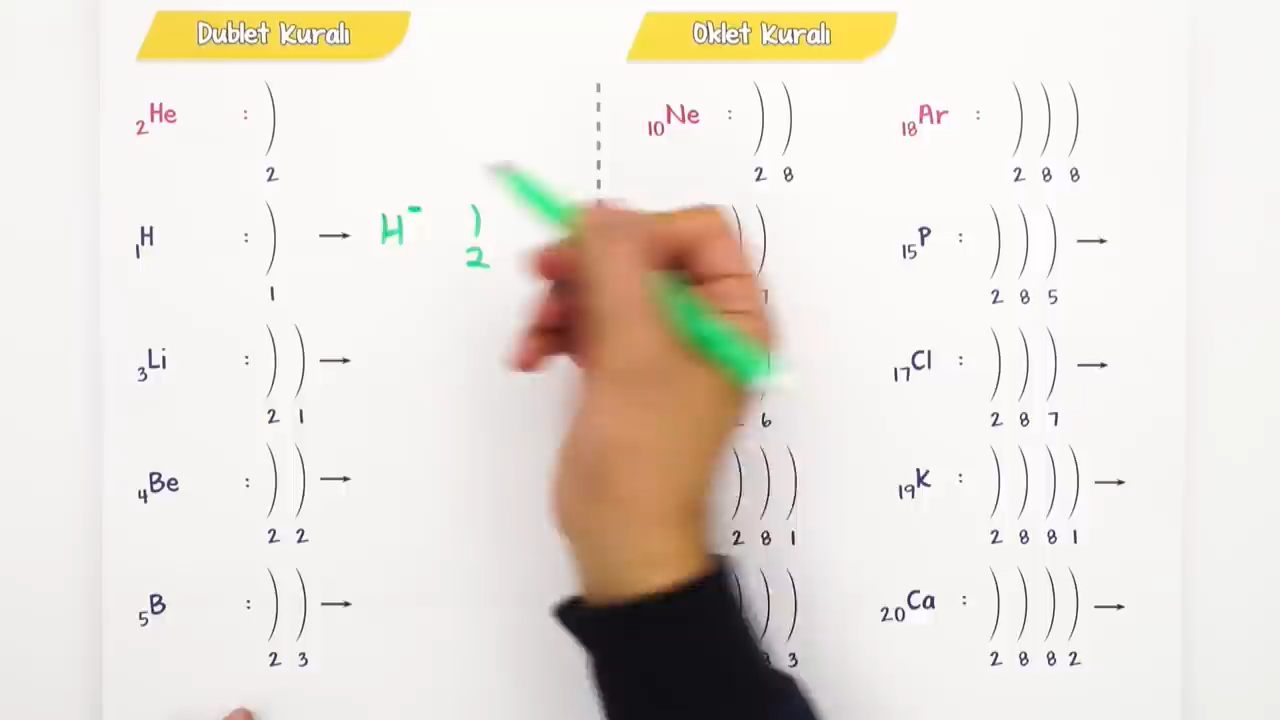 Dublet Kuralı
₂He : )
2
₁H : ) → H⁻ )
1 2
₃Li : ) ) →
2 1
₄Be : ) ) →
2 2
₅B : ) ) →
2 3
Oklet Kuralı
₁₀Ne : ) )
2 8
) )
7
6
) ) )
2 8 1
) ) )
3
₁₈Ar : ) ) )
2 8 8
₁₅P : ) ) ) →
2 8 5
₁₇Cl : ) ) ) →
2 8 7
₁₉K : ) ) ) ) →
2 8 8 1
₂₀Ca : ) ) ) ) →
2 8 8 2